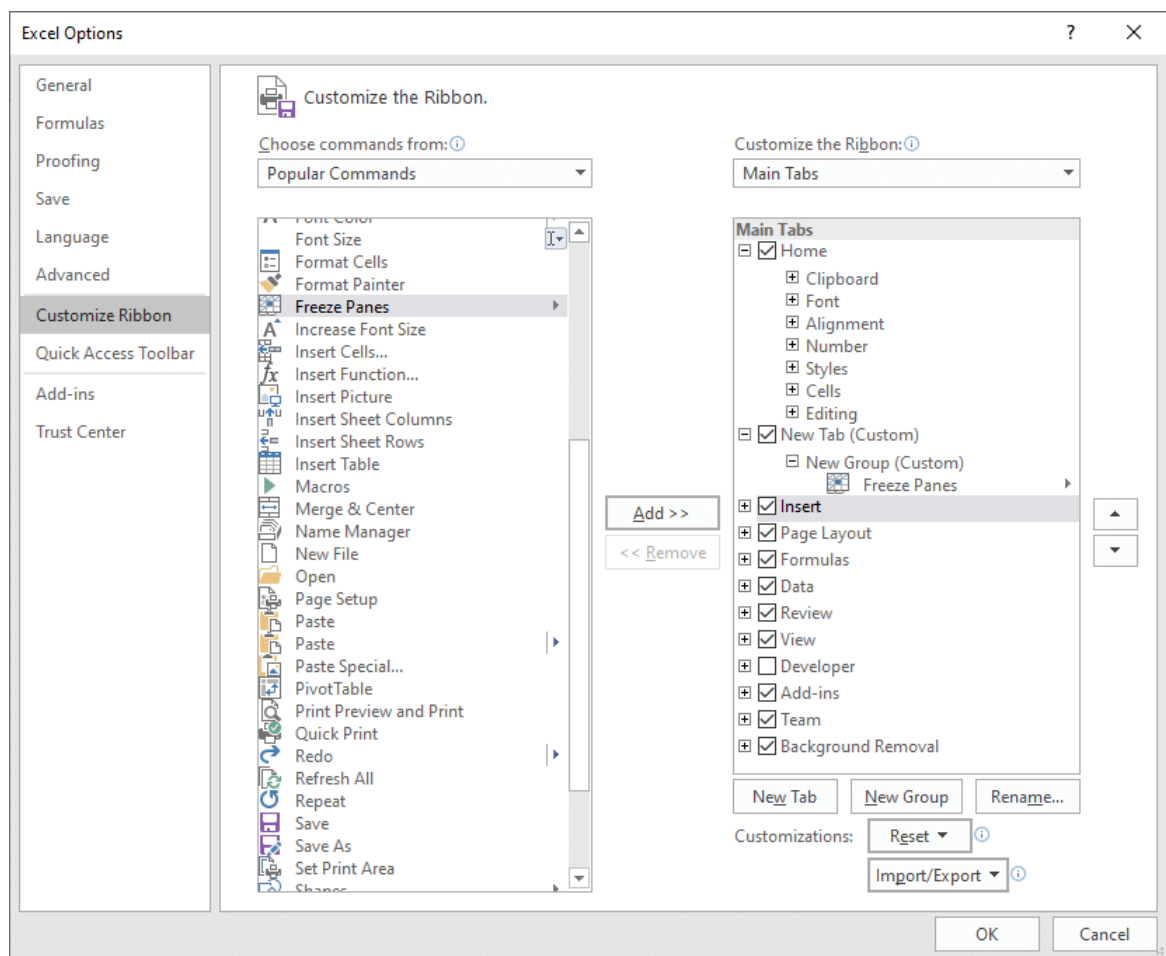 Excel Options
?
General
Formulas
Proofing
Save
Language
Advanced
Customize Ribbon
Quick Access Toolbar
Add-ins
Trust Center
Customize the Ribbon.
Choose commands from:
Popular Commands
Font Color
Font Size
Format Cells
Format Painter
Freeze Panes
Increase Font Size
Insert Cells...
Insert Function...
Insert Picture
Insert Sheet Columns
Insert Sheet Rows
Insert Table
Macros
Merge & Center
Name Manager
New File
Open
Page Setup
Paste
Paste
Paste Special...
PivotTable
Print Preview and Print
Quick Print
Redo
Refresh All
Repeat
Save
Save As
Set Print Area
Shapes
Add >>
<< Remove
Customize the Ribbon:
Main Tabs
Main Tabs
Home
Clipboard
Font
Alignment
Number
Styles
Cells
Editing
New Tab (Custom)
New Group (Custom)
Freeze Panes
Insert
Page Layout
Formulas
Data
Review
View
Developer
Add-ins
Team
Background Removal
New Tab
New Group
Rename...
Customizations:
Reset
Import/Export
OK
Cancel